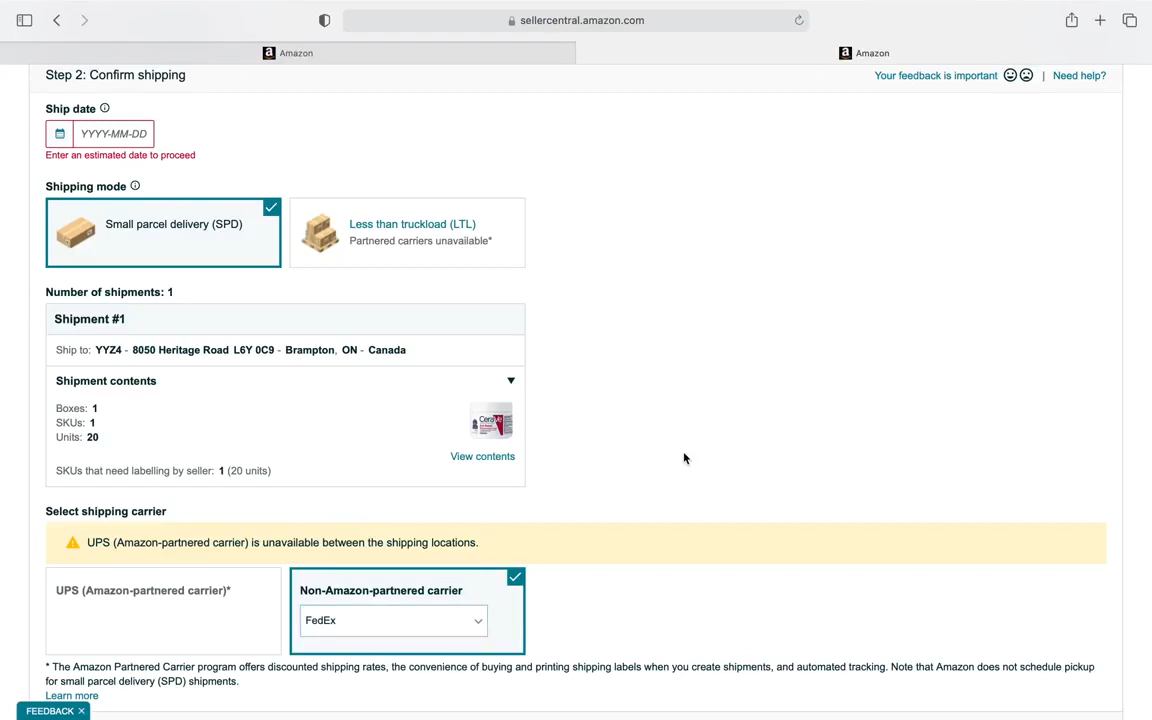 sellercentral.amazon.com
Amazon
Amazon
Step 2: Confirm shipping
Your feedback is important | Need help?
Ship date
YYYY-MM-DD
Enter an estimated date to proceed
Shipping mode
Small parcel delivery (SPD)
Less than truckload (LTL)
Partnered carriers unavailable*
Number of shipments: 1
Shipment #1
Ship to: YYZ4 - 8050 Heritage Road L6Y 0C9 - Brampton, ON - Canada
Shipment contents
Boxes: 1
SKUs: 1
Units: 20
CeraVe
View contents
SKUs that need labelling by seller: 1 (20 units)
Select shipping carrier
UPS (Amazon-partnered carrier) is unavailable between the shipping locations.
UPS (Amazon-partnered carrier)*
Non-Amazon-partnered carrier
FedEx
* The Amazon Partnered Carrier program offers discounted shipping rates, the convenience of buying and printing shipping labels when you create shipments, and automated tracking. Note that Amazon does not schedule pickup
for small parcel delivery (SPD) shipments.
Learn more
FEEDBACK ×